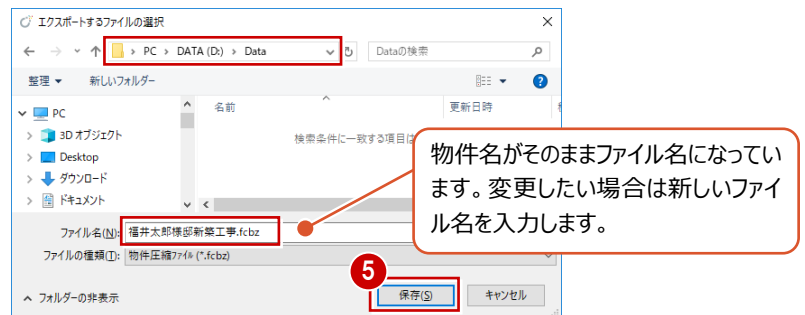 エクスポートするファイルの選択
PC › DATA (D:) › Data
Dataの検索
整理
新しいフォルダー
PC
3D オブジェクト
Desktop
ダウンロード
ドキュメント
名前
更新日時
検索条件に一致する項目は
物件名がそのままファイル名になってい
ます。変更したい場合は新しいファイ
ル名を入力します。
ファイル名(N): 福井太郎様邸新築工事.fcbz
ファイルの種類(T): 物件圧縮ファイル (*.fcbz)
5
フォルダーの非表示
保存(S)
キャンセル